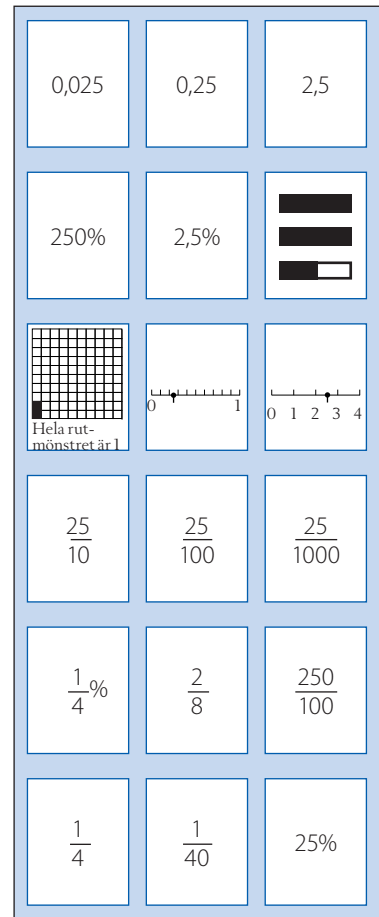 0,025 0,25 2,5
250% 2,5%
Hela rut-
mönstret är 1
0 1
0 1 2 3 4
25/10 25/100 25/1000
1/4% 2/8 250/100
1/4 1/40 25%